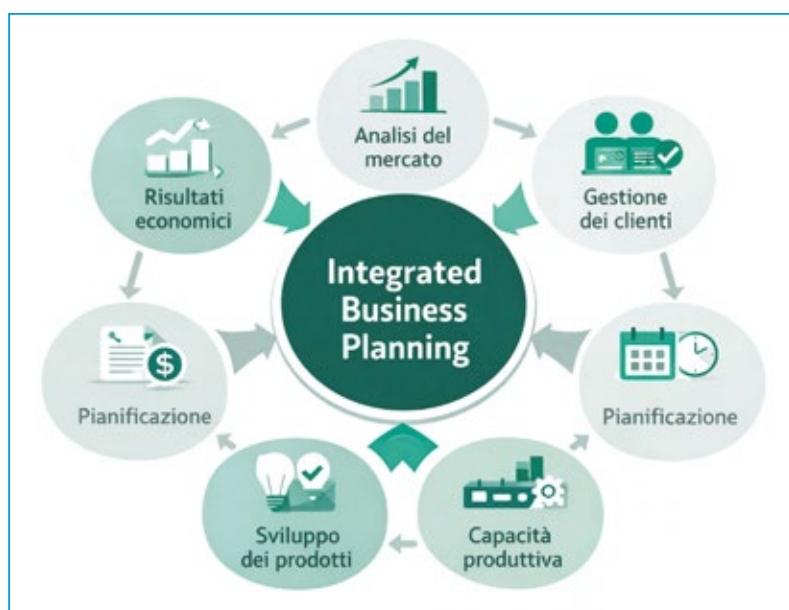 Analisi del
mercato
Risultati
economici
Gestione
dei clienti
Integrated
Business
Planning
$
Pianificazione
Pianificazione
Sviluppo
dei prodotti
Capacità
produttiva